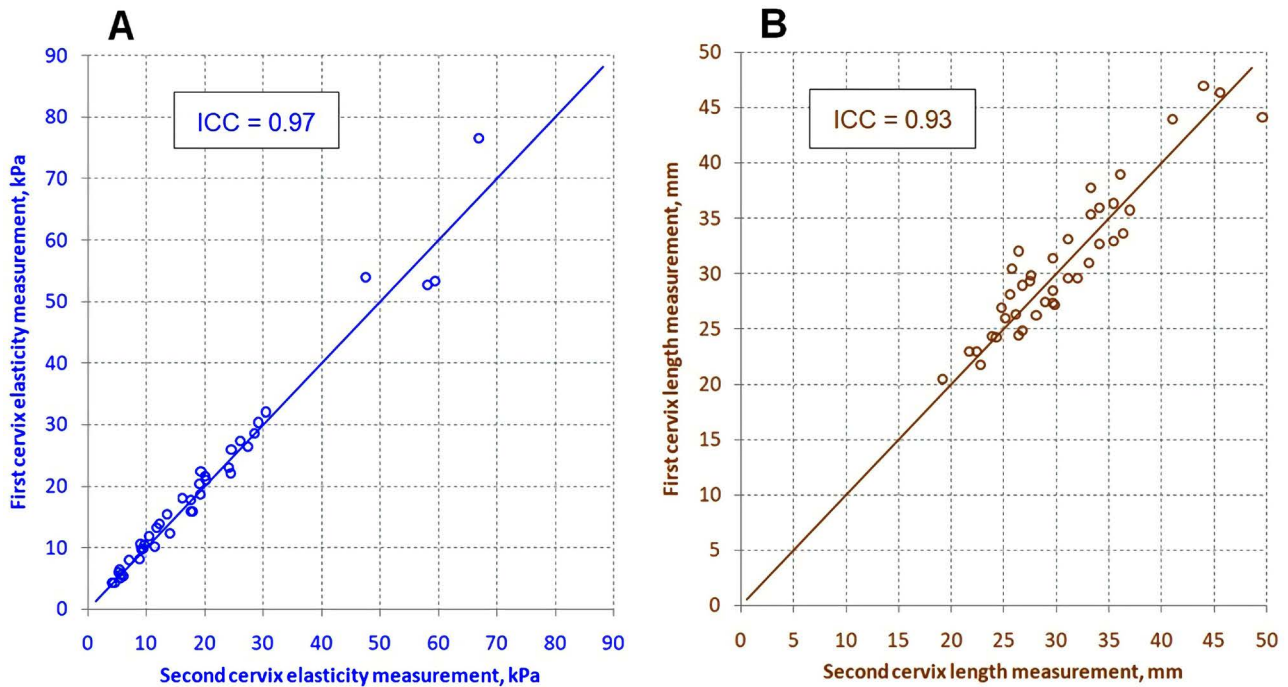 A
ICC = 0.97
First cervix elasticity measurement, kPa
90
80
70
60
50
40
30
20
10
0
0 10 20 30 40 50 60 70 80 90
Second cervix elasticity measurement, kPa
B
ICC = 0.93
First cervix length measurement, mm
50
45
40
35
30
25
20
15
10
5
0
0 5 10 15 20 25 30 35 40 45 50
Second cervix length measurement, mm